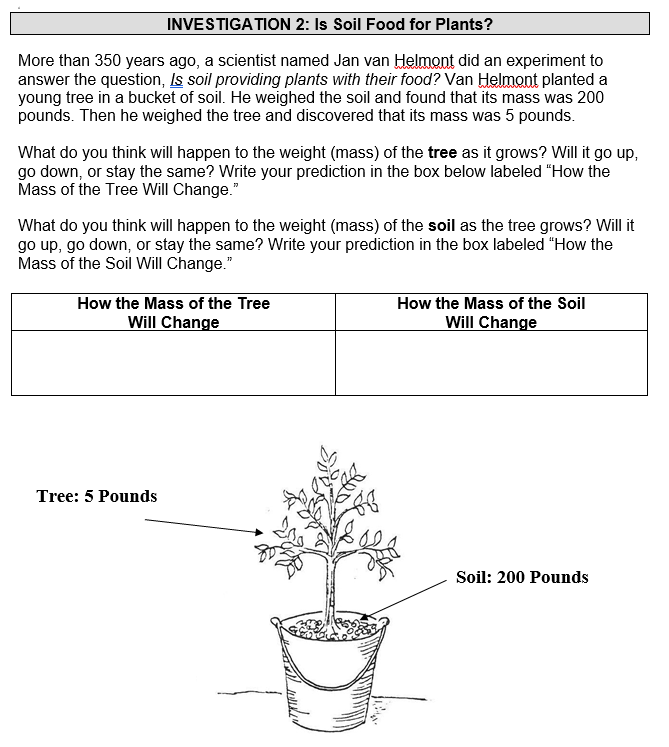 INVESTIGATION 2: Is Soil Food for Plants?
More than 350 years ago, a scientist named Jan van Helmont did an experiment to
answer the question, Is soil providing plants with their food? Van Helmont planted a
young tree in a bucket of soil. He weighed the soil and found that its mass was 200
pounds. Then he weighed the tree and discovered that its mass was 5 pounds.
What do you think will happen to the weight (mass) of the tree as it grows? Will it go up,
go down, or stay the same? Write your prediction in the box below labeled “How the
Mass of the Tree Will Change.”
What do you think will happen to the weight (mass) of the soil as the tree grows? Will it
go up, go down, or stay the same? Write your prediction in the box labeled “How the
Mass of the Soil Will Change.”
How the Mass of the Tree
Will Change
How the Mass of the Soil
Will Change
Tree: 5 Pounds
Soil: 200 Pounds